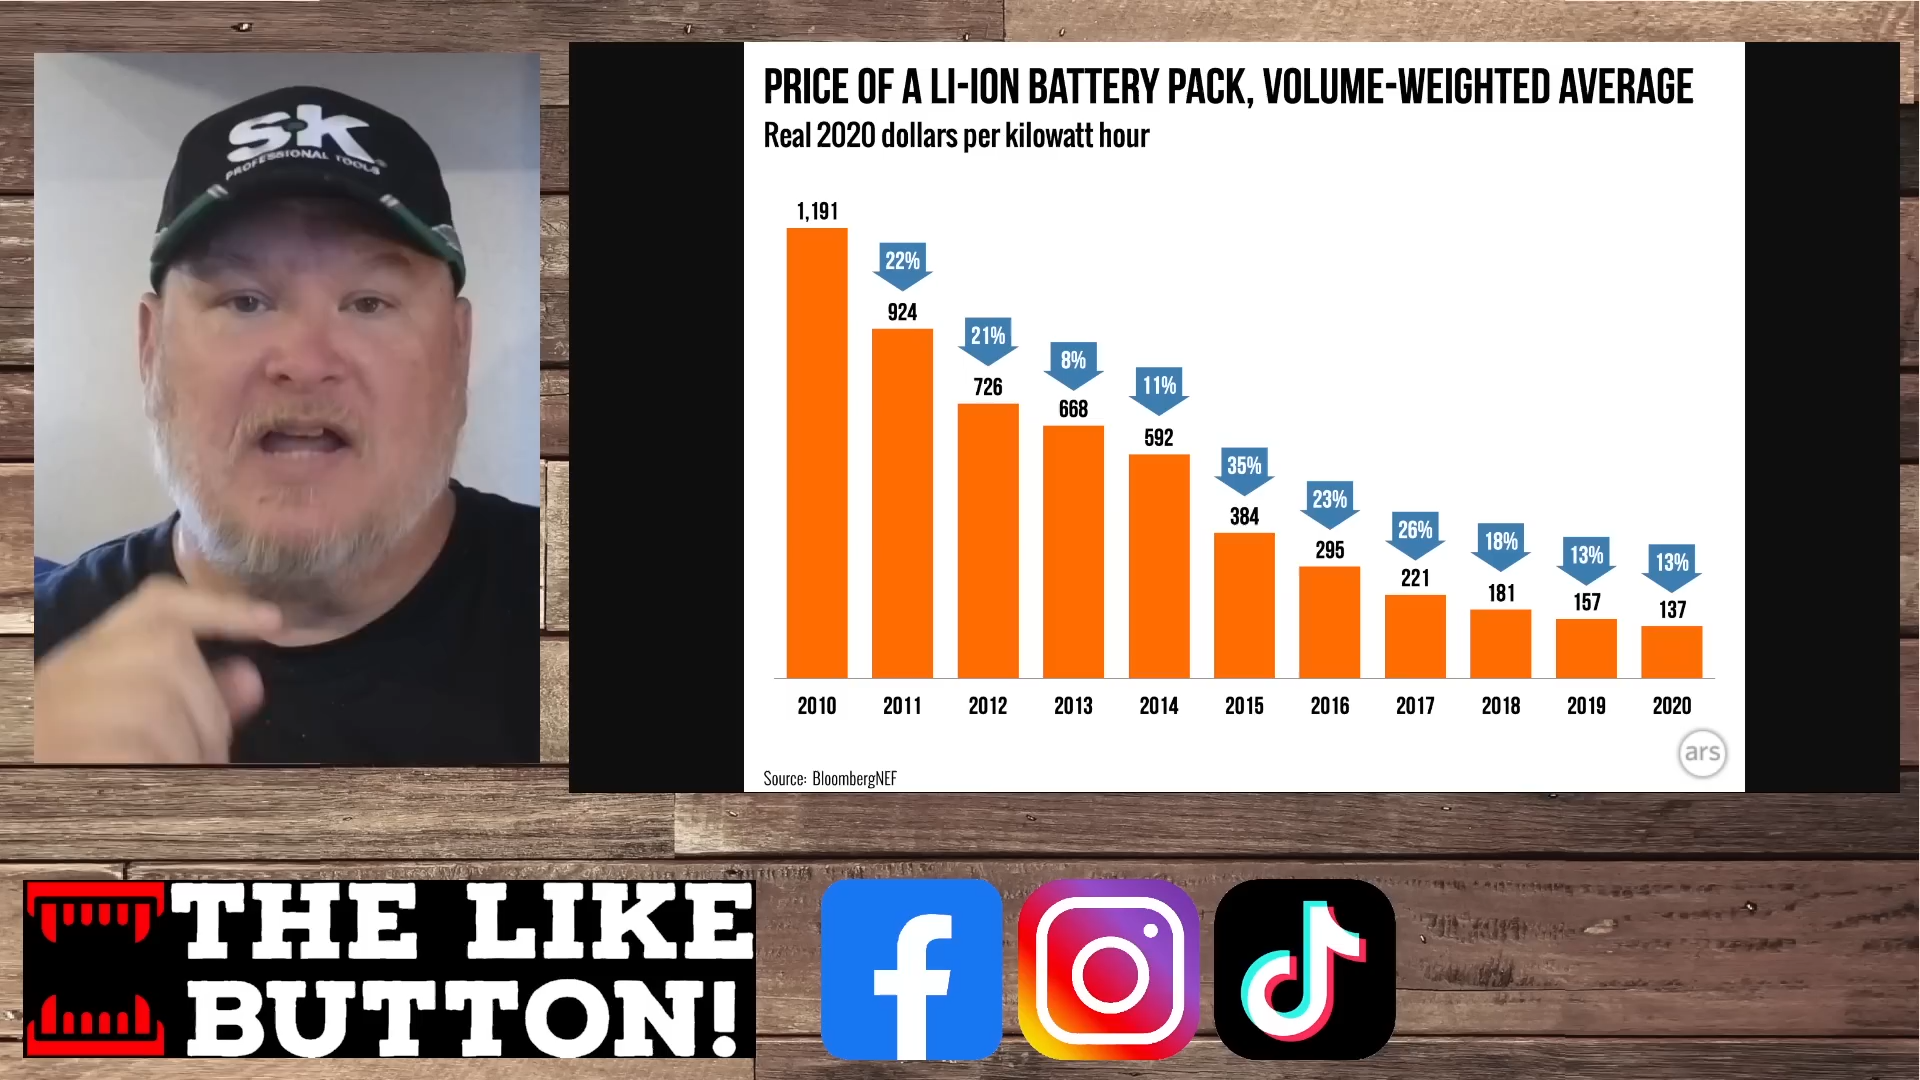 SK
PROFESSIONAL TOOLS
PRICE OF A LI-ION BATTERY PACK, VOLUME-WEIGHTED AVERAGE
Real 2020 dollars per kilowatt hour
1,191
22%
924
21%
726
8%
668
11%
592
35%
384
23%
295
26%
221
18%
181
13%
157
13%
137
2010 2011 2012 2013 2014 2015 2016 2017 2018 2019 2020
ars
Source: BloombergNEF
THE LIKE
BUTTON!